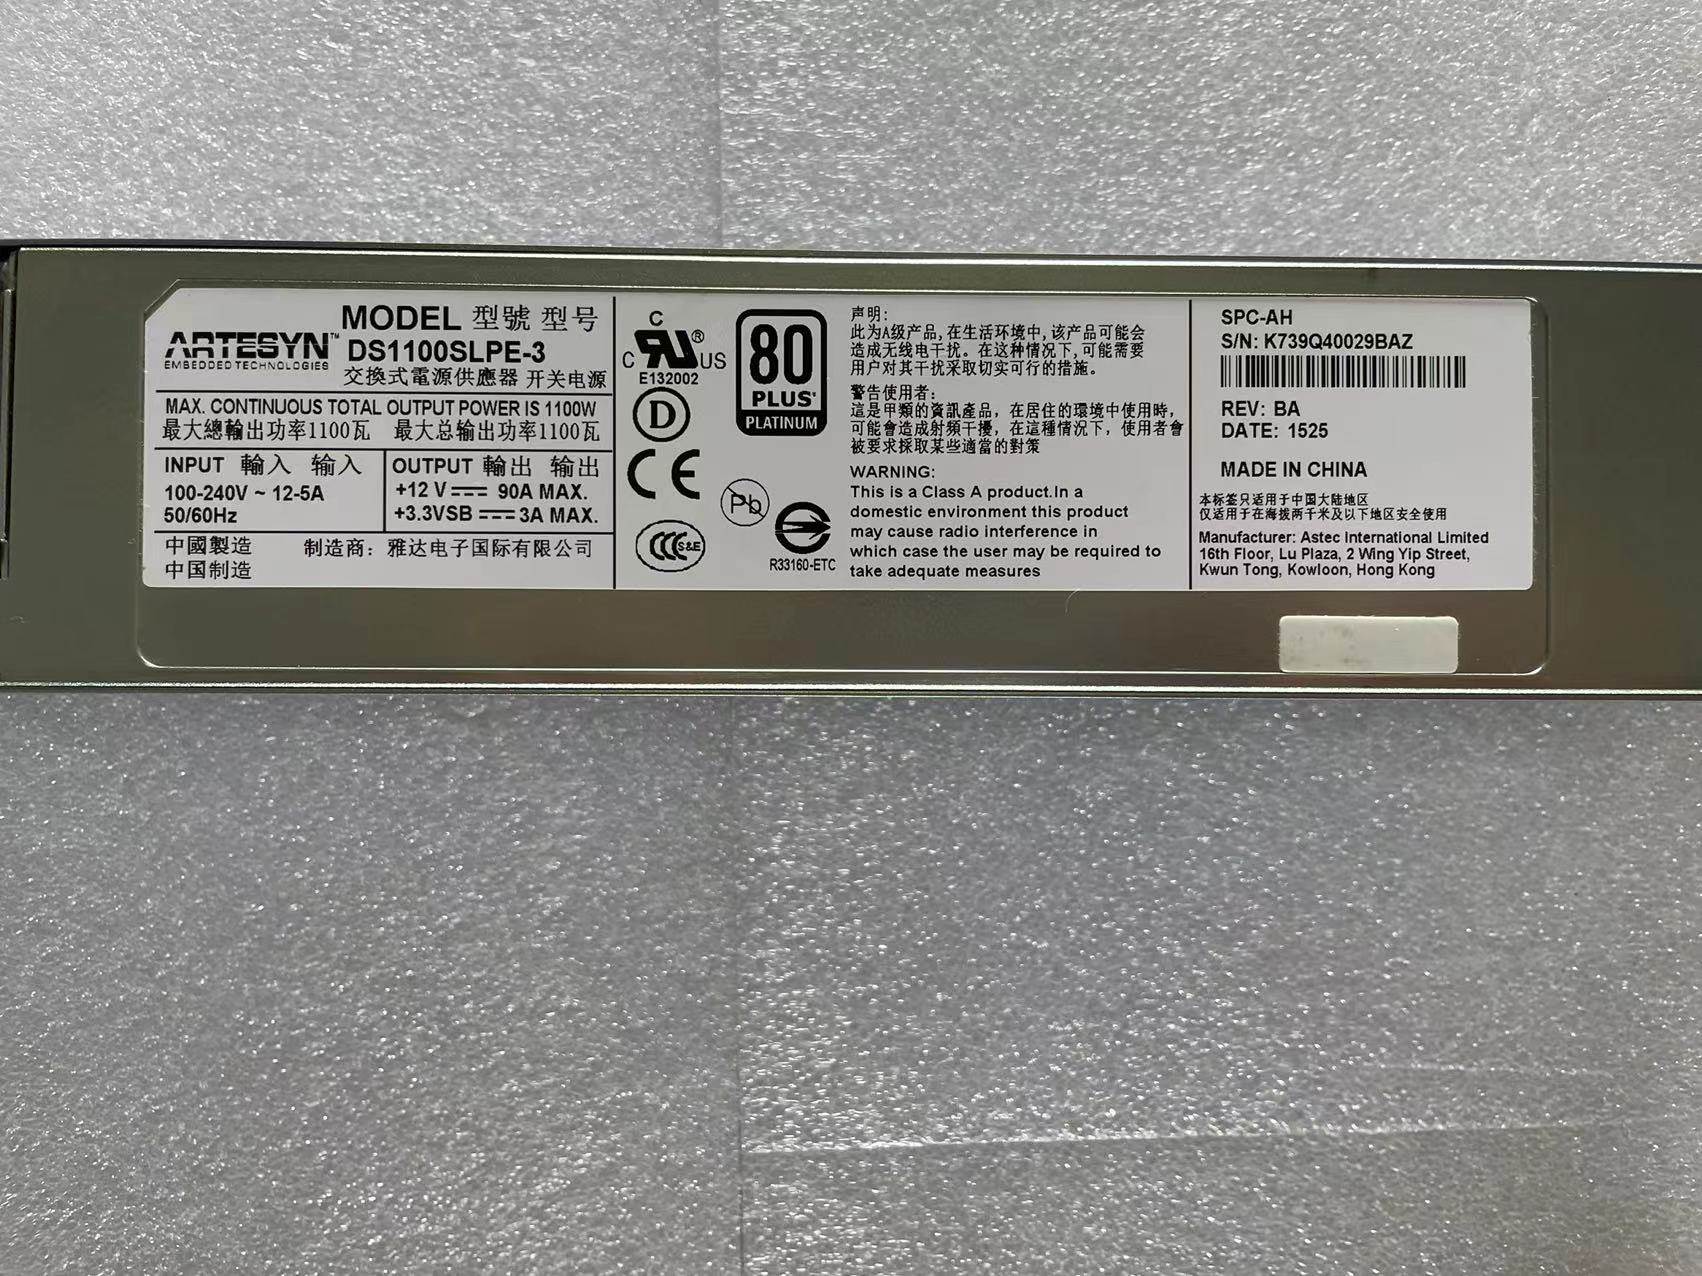 ARTESYN™
EMBEDDED TECHNOLOGIES
MODEL 型號 型号
DS1100SLPE-3
交換式電源供應器 开关电源
MAX. CONTINUOUS TOTAL OUTPUT POWER IS 1100W
最大總輸出功率1100瓦 最大总输出功率1100瓦
INPUT 輸入 输入
100-240V ~ 12-5A
50/60Hz
OUTPUT 輸出 输出
+12 V ⎓ 90A MAX.
+3.3VSB ⎓ 3A MAX.
中國製造
中国制造
制造商：雅达电子国际有限公司
C
C UL® US
E132002
D
CE
CCC S&E
80
PLUS
PLATINUM
Pb
R33160-ETC
声明：
此为A级产品,在生活环境中,该产品可能会
造成无线电干扰。在这种情况下,可能需要
用户对其干扰采取切实可行的措施。
警告使用者：
這是甲類的資訊產品，在居住的環境中使用時，
可能會造成射頻干擾，在這種情況下，使用者會
被要求採取某些適當的對策
WARNING:
This is a Class A product.In a
domestic environment this product
may cause radio interference in
which case the user may be required to
take adequate measures
SPC-AH
S/N: K739Q40029BAZ
REV: BA
DATE: 1525
MADE IN CHINA
本标签只适用于中国大陆地区
仅适用于在海拔两千米及以下地区安全使用
Manufacturer: Astec International Limited
16th Floor, Lu Plaza, 2 Wing Yip Street,
Kwun Tong, Kowloon, Hong Kong